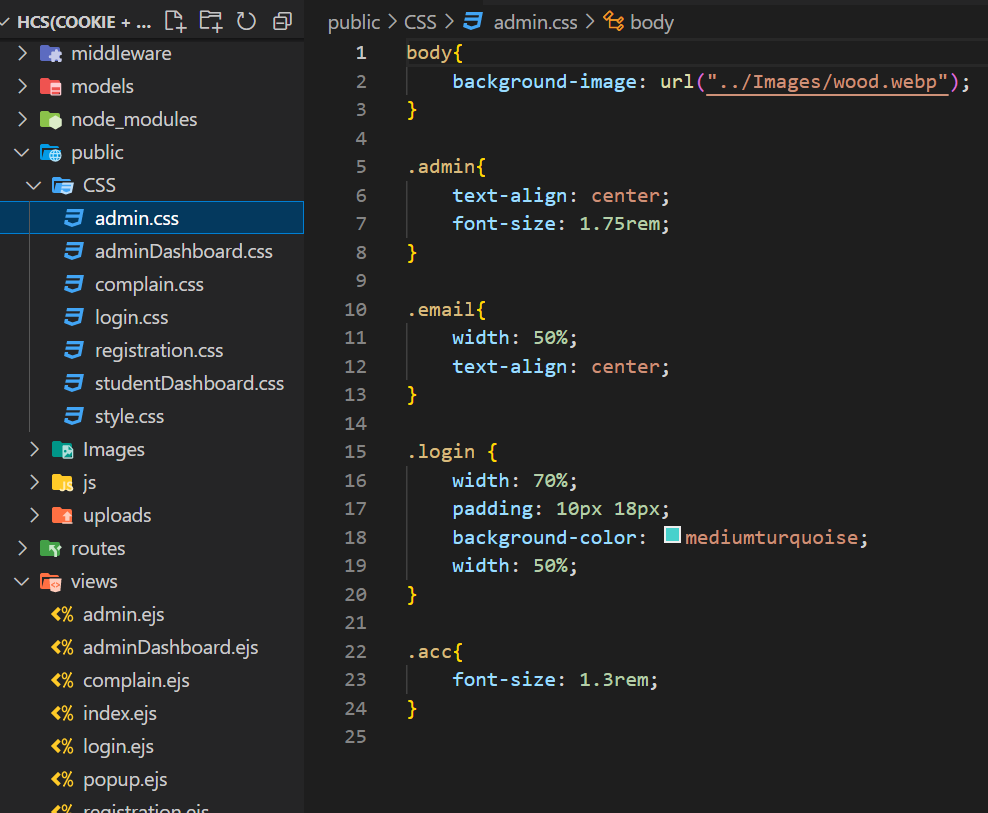 HCS(COOKIE + ...
middleware
models
node_modules
public
CSS
admin.css
adminDashboard.css
complain.css
login.css
registration.css
studentDashboard.css
style.css
Images
js
uploads
routes
views
admin.ejs
adminDashboard.ejs
complain.ejs
index.ejs
login.ejs
popup.ejs
registration.ejs
public > CSS > admin.css > body
1 body{
2 background-image: url("../Images/wood.webp");
3 }
4
5 .admin{
6 text-align: center;
7 font-size: 1.75rem;
8 }
9
10 .email{
11 width: 50%;
12 text-align: center;
13 }
14
15 .login {
16 width: 70%;
17 padding: 10px 18px;
18 background-color: mediumturquoise;
19 width: 50%;
20 }
21
22 .acc{
23 font-size: 1.3rem;
24 }
25